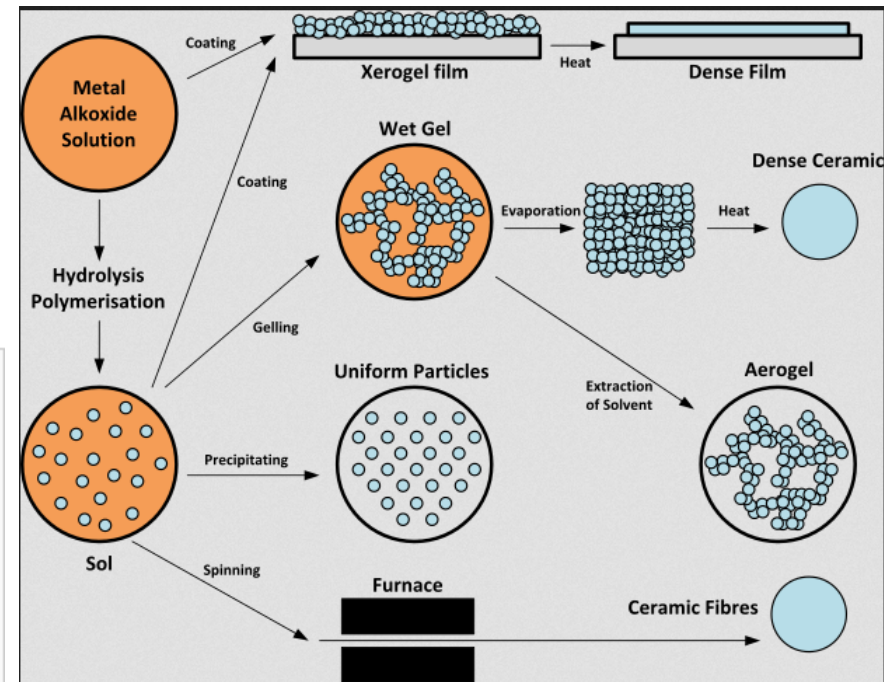 Metal
Alkoxide
Solution
Coating
Xerogel film
Heat
Dense Film
Wet Gel
Coating
Dense Ceramic
Evaporation
Heat
Hydrolysis
Polymerisation
Gelling
Uniform Particles
Aerogel
Extraction
of Solvent
Precipitating
Sol
Spinning
Furnace
Ceramic Fibres